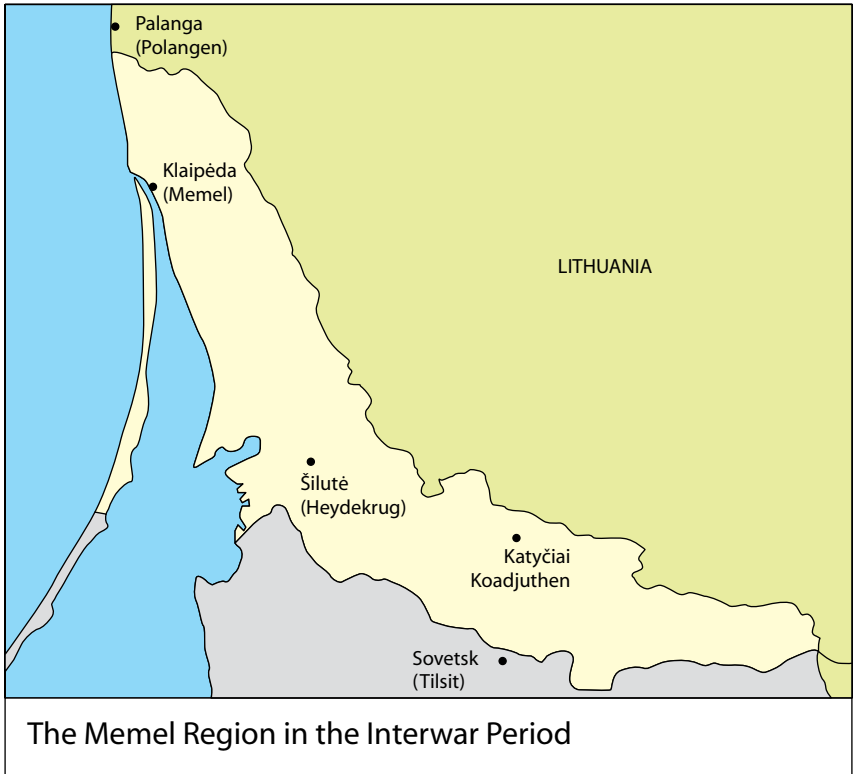 Palanga
(Polangen)
Klaipėda
(Memel)
LITHUANIA
Šilutė
(Heydekrug)
Katyčiai
Koadjuthen
Sovetsk
(Tilsit)
The Memel Region in the Interwar Period